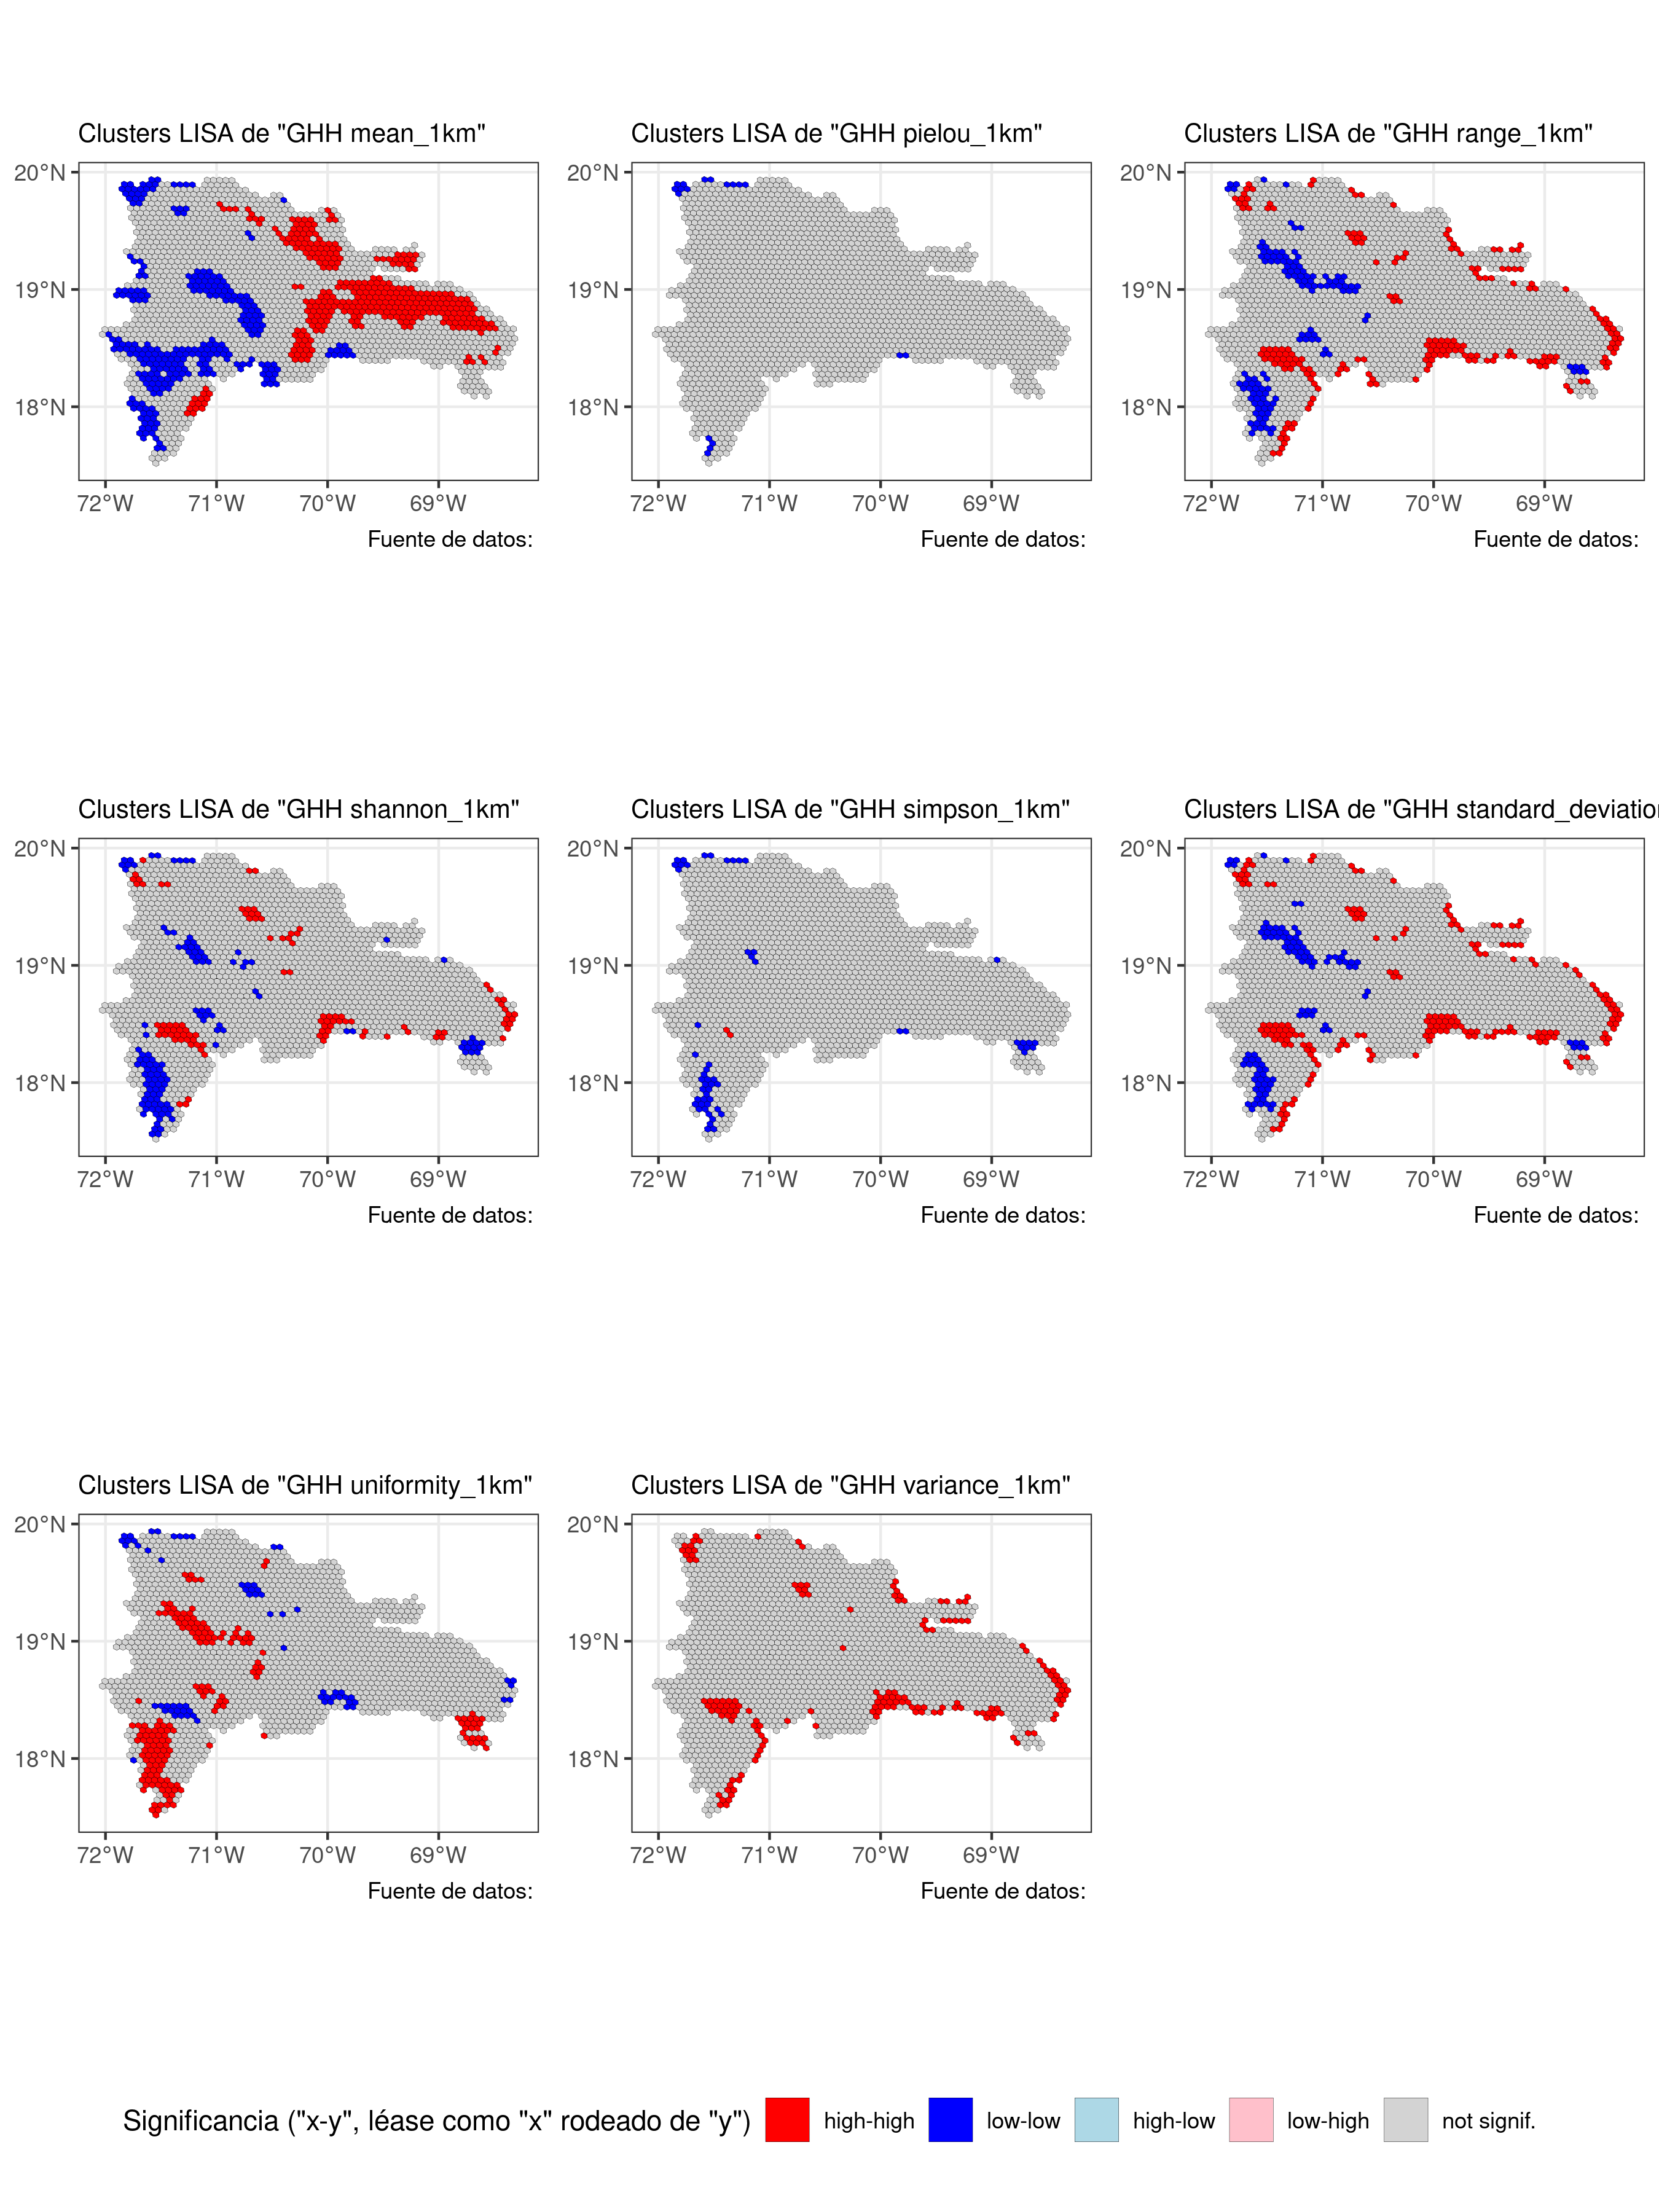 Clusters LISA de "GHH mean_1km"
Clusters LISA de "GHH pielou_1km"
Clusters LISA de "GHH range_1km"
20°N
19°N
18°N
72°W 71°W 70°W 69°W
Fuente de datos:
20°N
19°N
18°N
72°W 71°W 70°W 69°W
Fuente de datos:
20°N
19°N
18°N
72°W 71°W 70°W 69°W
Fuente de datos:
Clusters LISA de "GHH shannon_1km"
Clusters LISA de "GHH simpson_1km"
Clusters LISA de "GHH standard_deviation
20°N
19°N
18°N
72°W 71°W 70°W 69°W
Fuente de datos:
20°N
19°N
18°N
72°W 71°W 70°W 69°W
Fuente de datos:
20°N
19°N
18°N
72°W 71°W 70°W 69°W
Fuente de datos:
Clusters LISA de "GHH uniformity_1km"
Clusters LISA de "GHH variance_1km"
20°N
19°N
18°N
72°W 71°W 70°W 69°W
Fuente de datos:
20°N
19°N
18°N
72°W 71°W 70°W 69°W
Fuente de datos:
Significancia ("x-y", léase como "x" rodeado de "y") high-high low-low high-low low-high not signif.